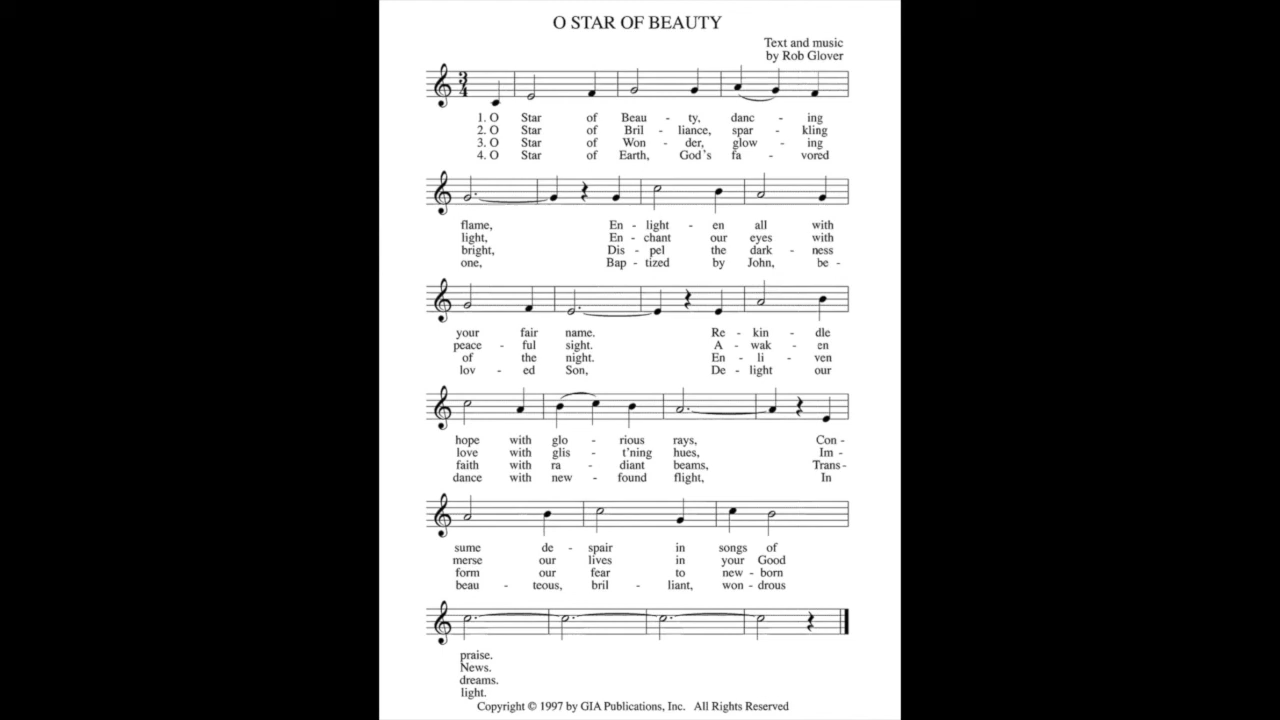 O STAR OF BEAUTY
Text and music
by Rob Glover
3
4
1. O Star of Beau - ty, danc - ing
2. O Star of Bril - liance, spar - kling
3. O Star of Won - der, glow - ing
4. O Star of Earth, God's fa - vored
flame, En - light - en all with
light, En - chant our eyes with
bright, Dis - pel the dark - ness
one, Bap - tized by John, be -
your fair name. Re - kin - dle
peace - ful sight. A - wak - en
of the night. En - li - ven
lov - ed Son, De - light our
hope with glo - rious rays, Con -
love with glis - t'ning hues, Im -
faith with ra - diant beams, Trans -
dance with new - found flight, In
sume de - spair in songs of
merse our lives in your Good
form our fear to new - born
beau - teous, bril - liant, won - drous
praise.
News.
dreams.
light.
Copyright © 1997 by GIA Publications, Inc. All Rights Reserved